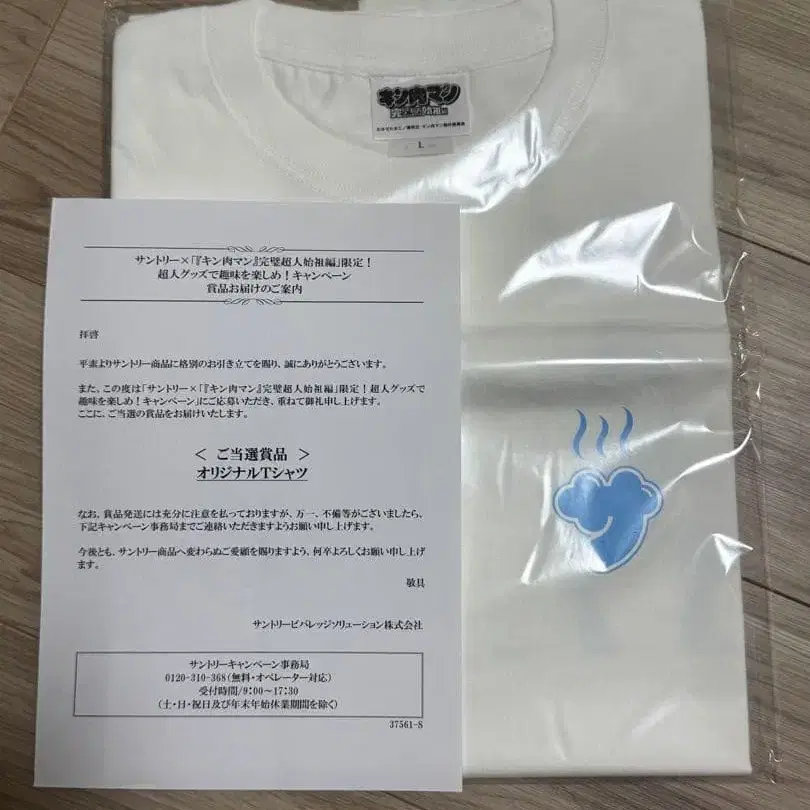 キン肉マン
完璧超人始祖編
L
サントリー×「『キン肉マン』完璧超人始祖編」限定！
超人グッズで趣味を楽しめ！キャンペーン
賞品お届けのご案内
拝啓
平素よりサントリー商品に格別のお引き立てを賜り、誠にありがとうございます。
また、この度は「サントリー×「『キン肉マン』完璧超人始祖編」限定！超人グッズで
趣味を楽しめ！キャンペーン」にご応募いただき、重ねて御礼申し上げます。
ここに、ご当選の賞品をお届けいたします。
＜ ご当選賞品 ＞
オリジナルTシャツ
なお、賞品発送には充分に注意を払っておりますが、万一、不備等がございましたら、
下記キャンペーン事務局までご連絡いただきますようお願い申し上げます。
今後とも、サントリー商品へ変わらぬご愛顧を賜りますよう、何卒よろしくお願い申し上げ
ます。
敬具
サントリービバレッジソリューション株式会社
サントリーキャンペーン事務局
0120-310-368（無料・オペレーター対応）
受付時間/9:00～17:30
（土・日・祝日及び年末年始休業期間を除く）
37561-8